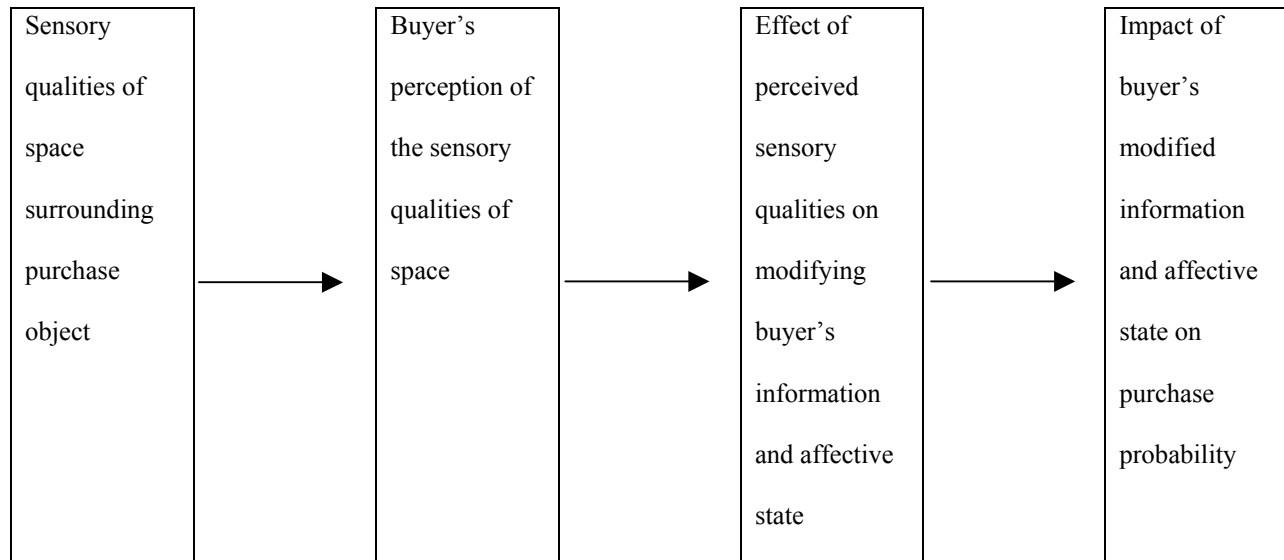 Sensory
qualities of
space
surrounding
purchase
object
Buyer’s
perception of
the sensory
qualities of
space
Effect of
perceived
sensory
qualities on
modifying
buyer’s
information
and affective
state
Impact of
buyer’s
modified
information
and affective
state on
purchase
probability